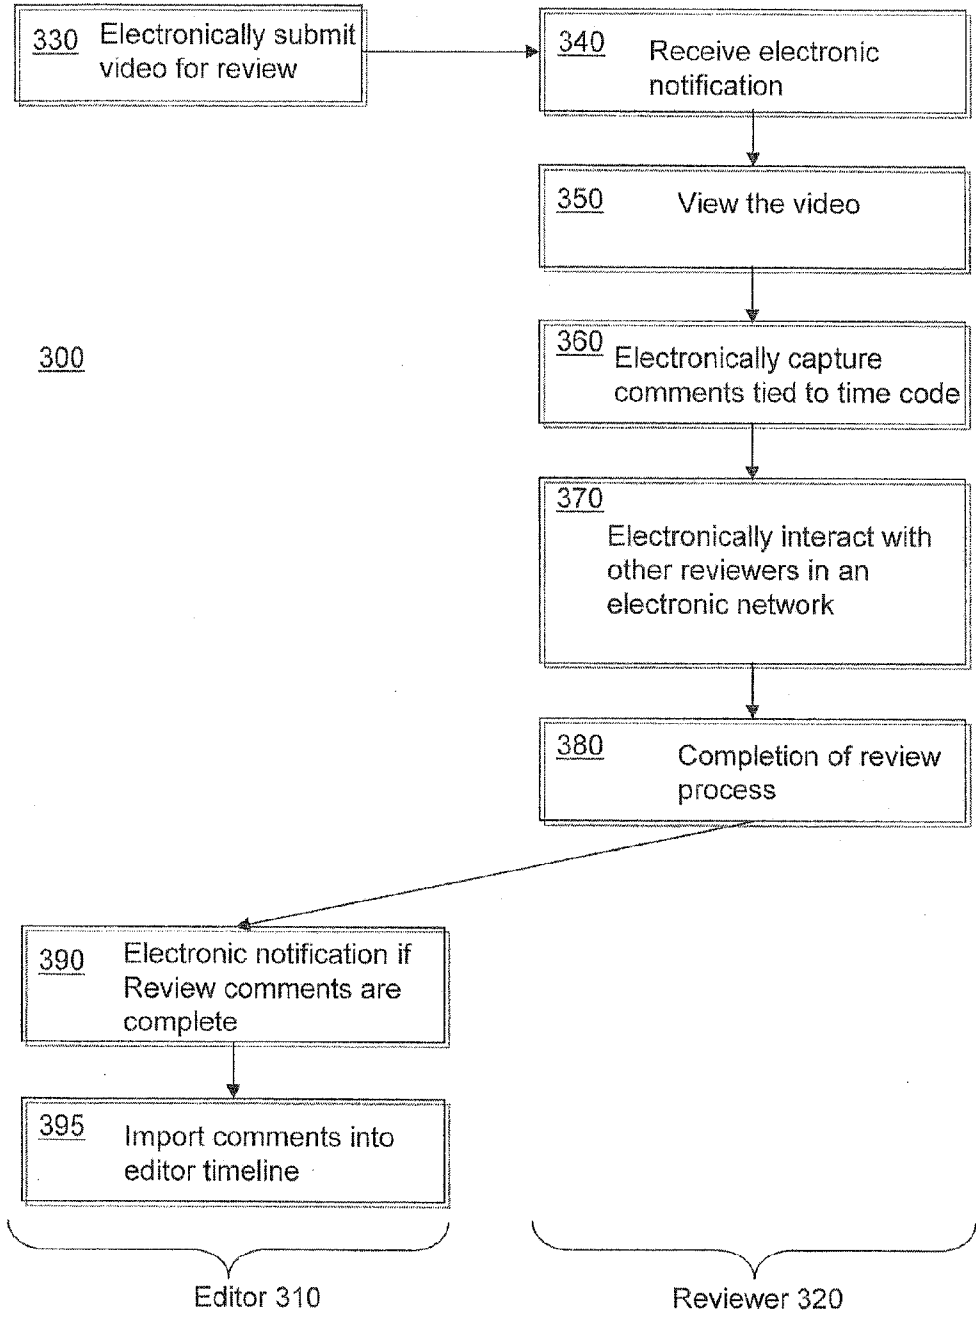 330 Electronically submit
video for review
340 Receive electronic
notification
350 View the video
300
360
Electronically capture
comments tied to time code
370
Electronically interact with
other reviewers in an
electronic network
380 Completion of review
process
390 Electronic notification if
Review comments are
complete
395 Import comments into
editor timeline
Editor 310
Reviewer 320